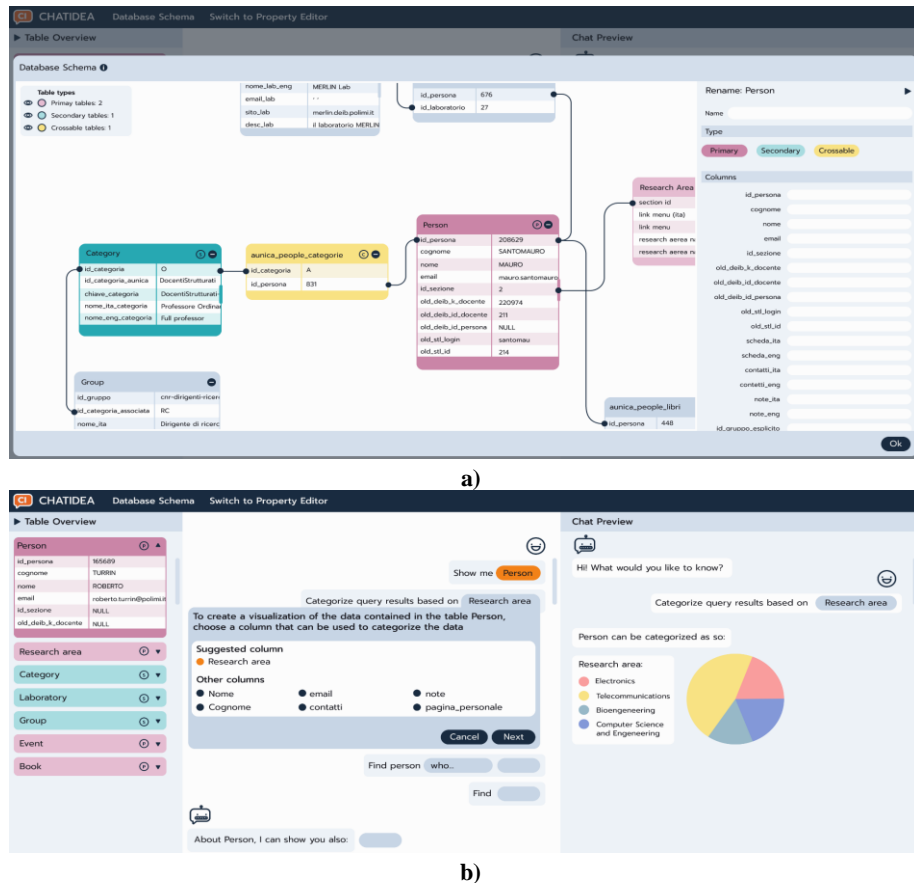 CI CHATIDEA Database Schema Switch to Property Editor
Table Overview
Chat Preview
Database Schema
Table types
Primay tables: 2
Secondary tables: 1
Crossable tables: 1
nome_lab_eng MERLIN Lab
email_lab ' '
sito_lab merlin.deib.polimi.it
desc_lab il laboratorio MERLIN
id_persona 676
id_laboratorio 27
Category S
id_categoria O
id_categoria_aunica DocentiStrutturati
chiave_categoria DocentiStrutturati-
nome_ita_categoria Professore Ordina
nome_eng_categoria Full professor
aunica_people_categorie C
id_categoria A
id_persona 831
Person P
id_persona 208629
cognome SANTOMAURO
nome MAURO
email mauro.santomauro
id_sezione 2
old_deib_k_docente 220974
old_deib_id_docente 211
old_deib_id_persona NULL
old_stl_login santomau
old_stl_id 214
Research Area
section id
link menu (ita)
link menu
research aerea n
research aerea n
Group
id_gruppo cnr-dirigenti-ricer
id_categoria_associata RC
nome_ita Dirigente di ricerc
aunica_people_libri
id_persona 448
Rename: Person
Name
Type
Primary Secondary Crossable
Columns
id_persona
cognome
nome
email
id_sezione
old_deib_k_docente
old_deib_id_docente
old_deib_id_persona
old_stl_login
old_stl_id
scheda_ita
scheda_eng
contatti_ita
contatti_eng
note_ita
note_eng
id_gruppo_esplicito
Ok
a)
CI CHATIDEA Database Schema Switch to Property Editor
Table Overview
Person P
id_persona 165689
cognome TURRIN
nome ROBERTO
email roberto.turrin@polimi.it
id_sezione NULL
old_deib_k_docente NULL
Research area P
Category S
Laboratory S
Group S
Event P
Book P
Show me Person
Categorize query results based on Research area
To create a visualization of the data contained in the table Person,
choose a column that can be used to categorize the data
Suggested column
Research area
Other columns
Nome email note
Cognome contatti pagina_personale
Cancel Next
Find person who...
Find
About Person, I can show you also:
Chat Preview
Hi! What would you like to know?
Categorize query results based on Research area
Person can be categorized as so:
Research area:
Electronics
Telecommunications
Bioengeneering
Computer Science
and Engeneering
b)